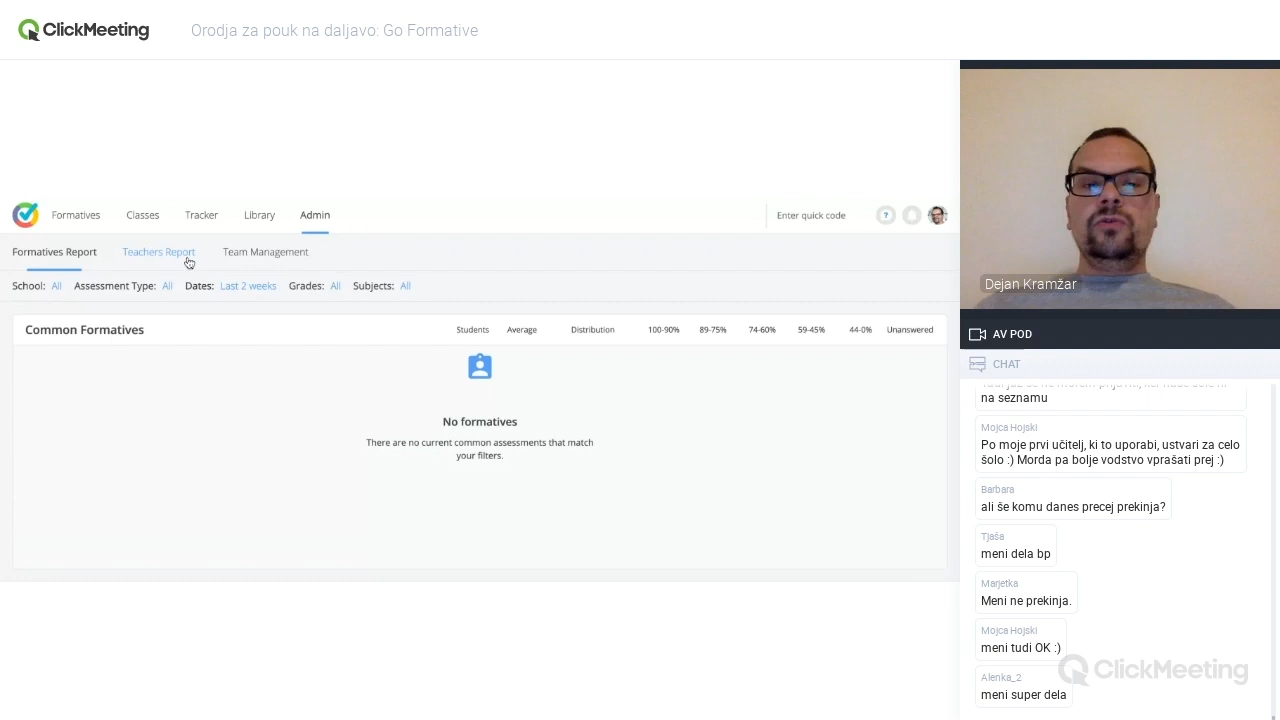 ClickMeeting
Orodja za pouk na daljavo: Go Formative
Formatives Classes Tracker Library Admin Enter quick code ?
Formatives Report Teachers Report Team Management
School: All Assessment Type: All Dates: Last 2 weeks Grades: All Subjects: All
Common Formatives Students Average Distribution 100-90% 89-75% 74-60% 59-45% 44-0% Unanswered
No formatives
There are no current common assessments that match
your filters.
Dejan Kramžar
AV POD
CHAT
na seznamu
Mojca Hojski
Po moje prvi učitelj, ki to uporabi, ustvari za celo
šolo :) Morda pa bolje vodstvo vprašati prej :)
Barbara
ali še komu danes precej prekinja?
Tjaša
meni dela bp
Marjetka
Meni ne prekinja.
Mojca Hojski
meni tudi OK :)
Alenka_2
meni super dela
ClickMeeting